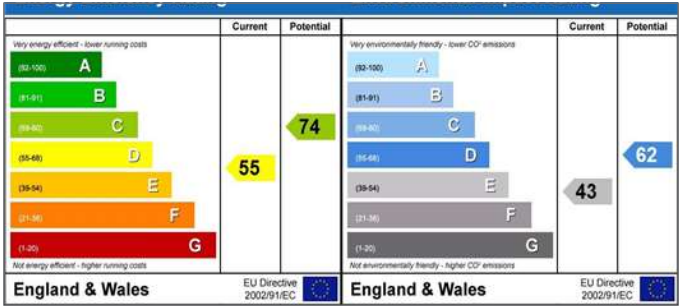 Current Potential
Very energy efficient - lower running costs
(92-100) A
(81-91) B
(69-80) C
(55-68) D
(39-54) E
(21-38) F
(1-20) G
55
74
Not energy efficient - higher running costs
England & Wales
EU Directive
2002/91/EC
Current Potential
Very environmentally friendly - lower CO² emissions
(92-100) A
(81-91) B
(69-80) C
(55-68) D
(39-54) E
(21-38) F
(1-20) G
43
62
Not environmentally friendly - higher CO² emissions
England & Wales
EU Directive
2002/91/EC